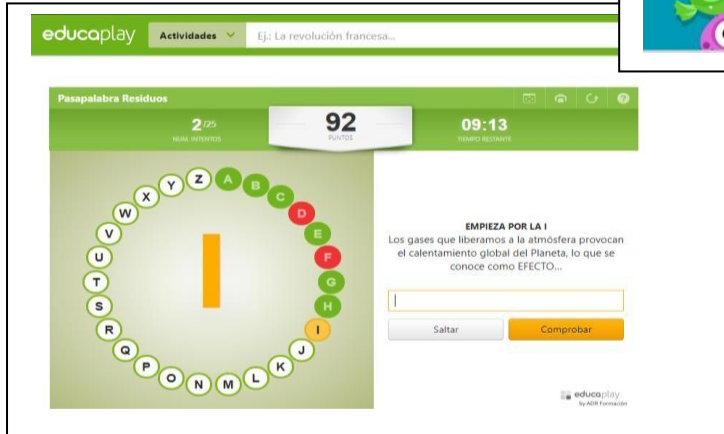 educaplay Actividades Ej.: La revolución francesa...
Pasapalabra Residuos
2/25 92 09:13
NUM. INTENTOS PUNTOS TIEMPO RESTANTE
A
B
C
D
E
F
G
H
I
J
K
L
M
N
O
P
Q
R
S
T
U
V
W
X
Y
Z
I
EMPIEZA POR LA I
Los gases que liberamos a la atmósfera provocan
el calentamiento global del Planeta, lo que se
conoce como EFECTO...
Saltar Comprobar
educaplay
by ADR Formación